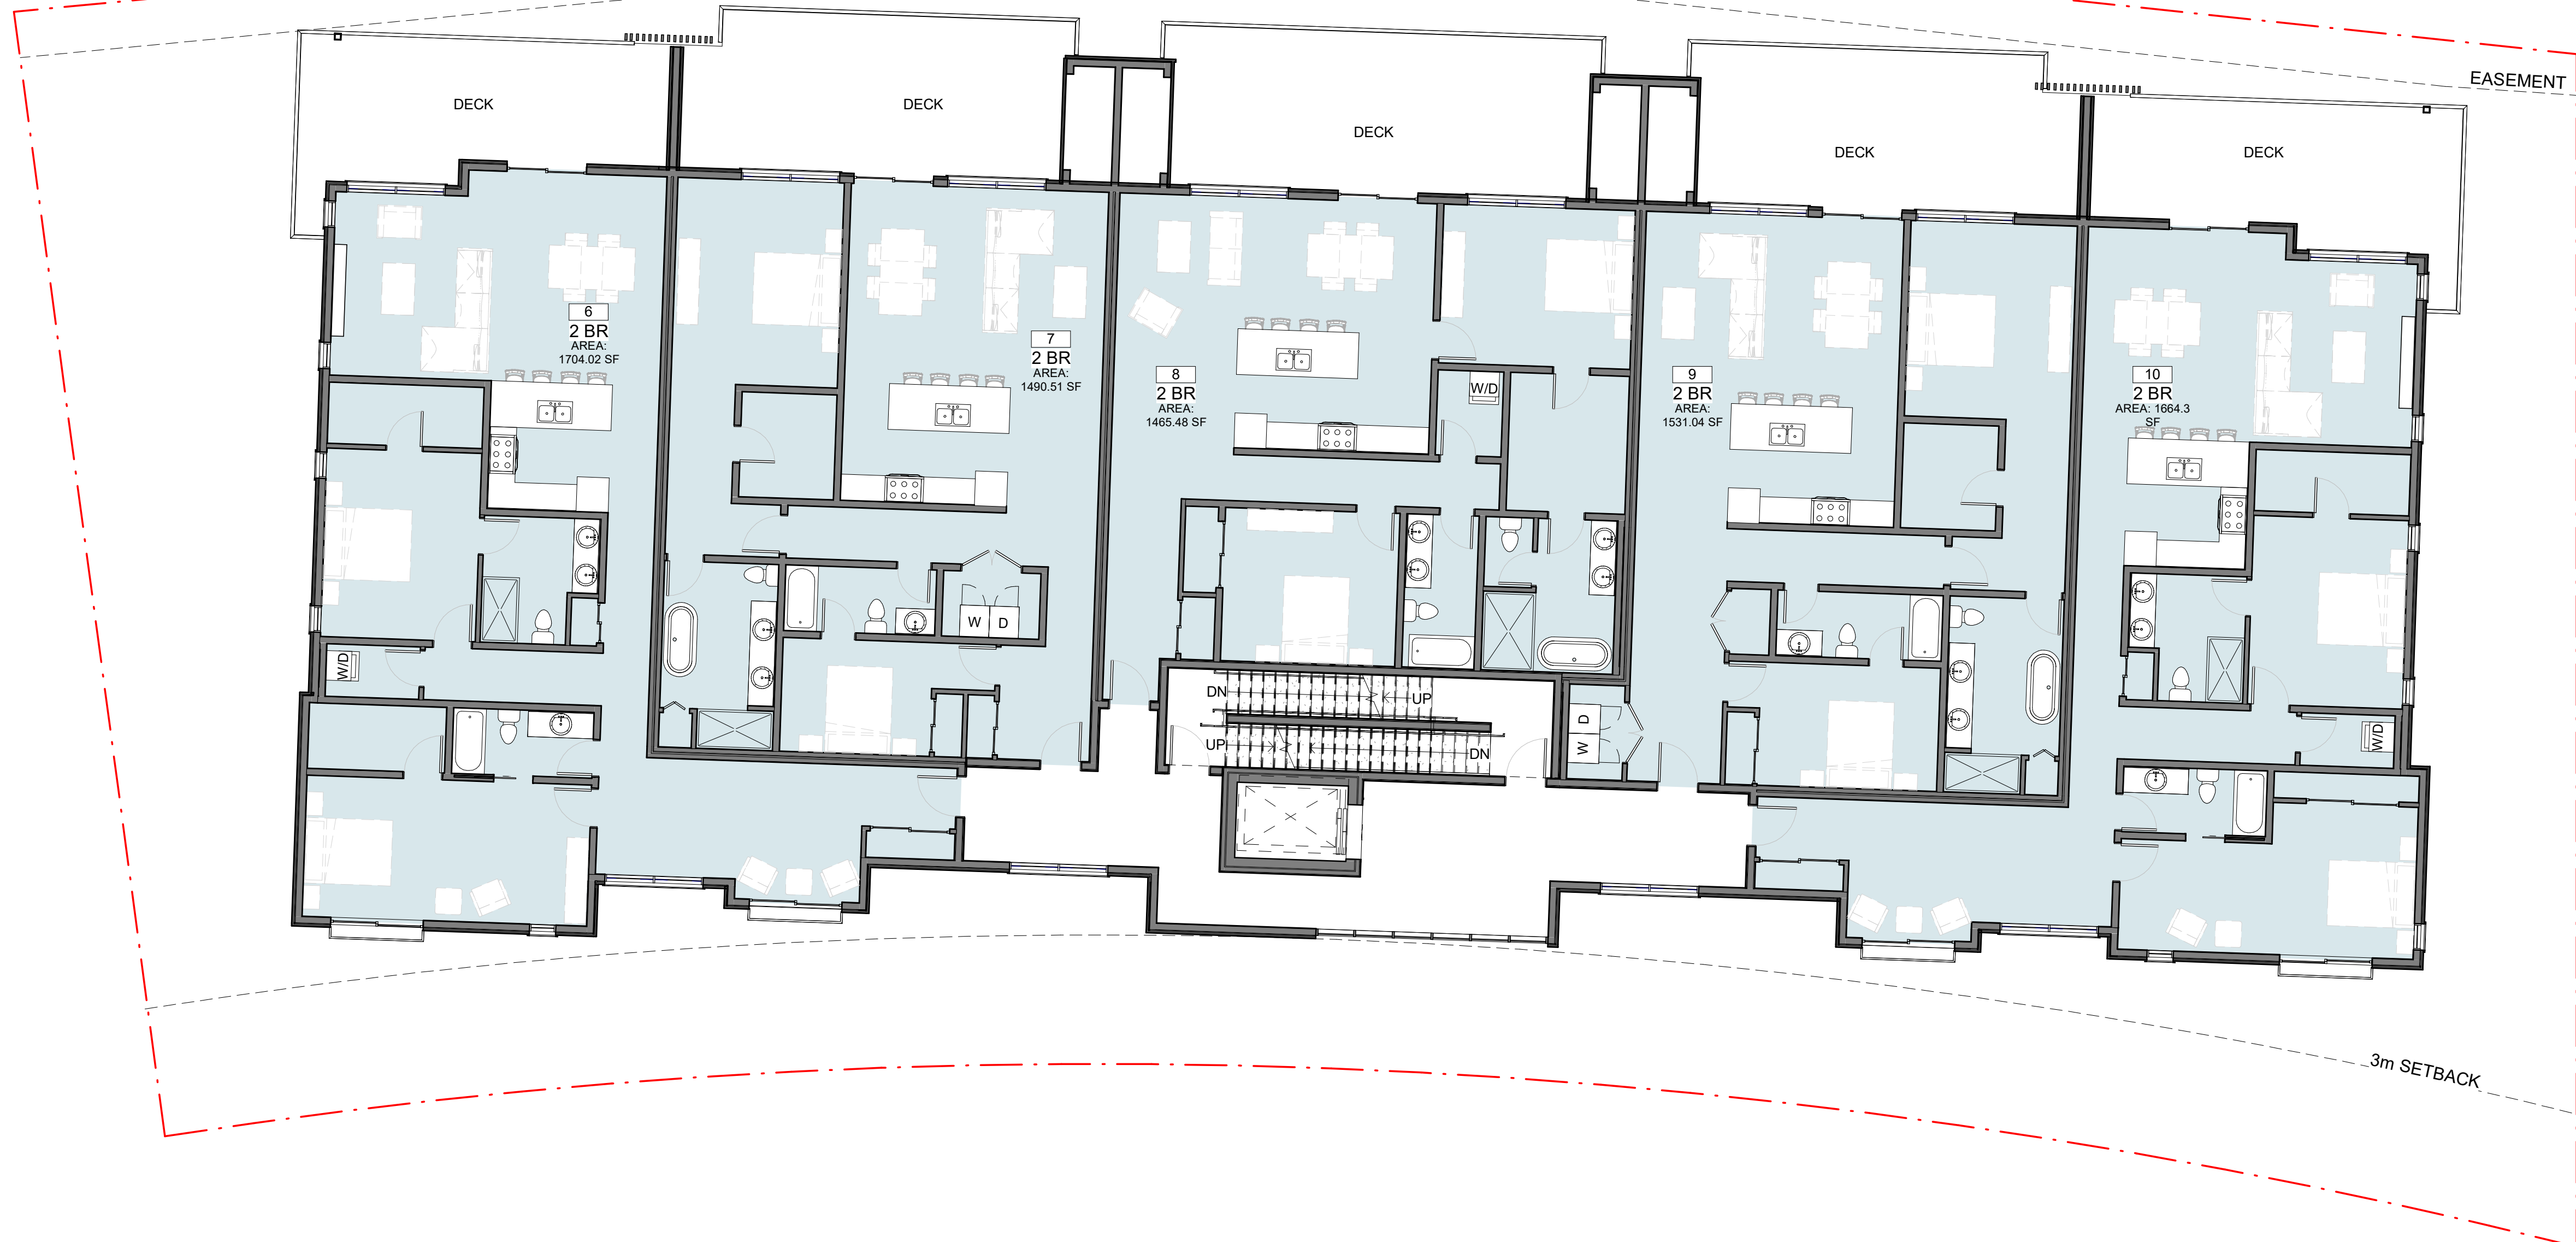 EASEMENT
DECK
DECK
DECK
DECK
DECK
6
2 BR
AREA:
1704.02 SF
7
2 BR
AREA:
1490.51 SF
8
2 BR
AREA:
1465.48 SF
9
2 BR
AREA:
1531.04 SF
10
2 BR
AREA: 1664.3
SF
W/D
W D
W/D
DN
UP
UP
DN
D
W
W/D
3m SETBACK